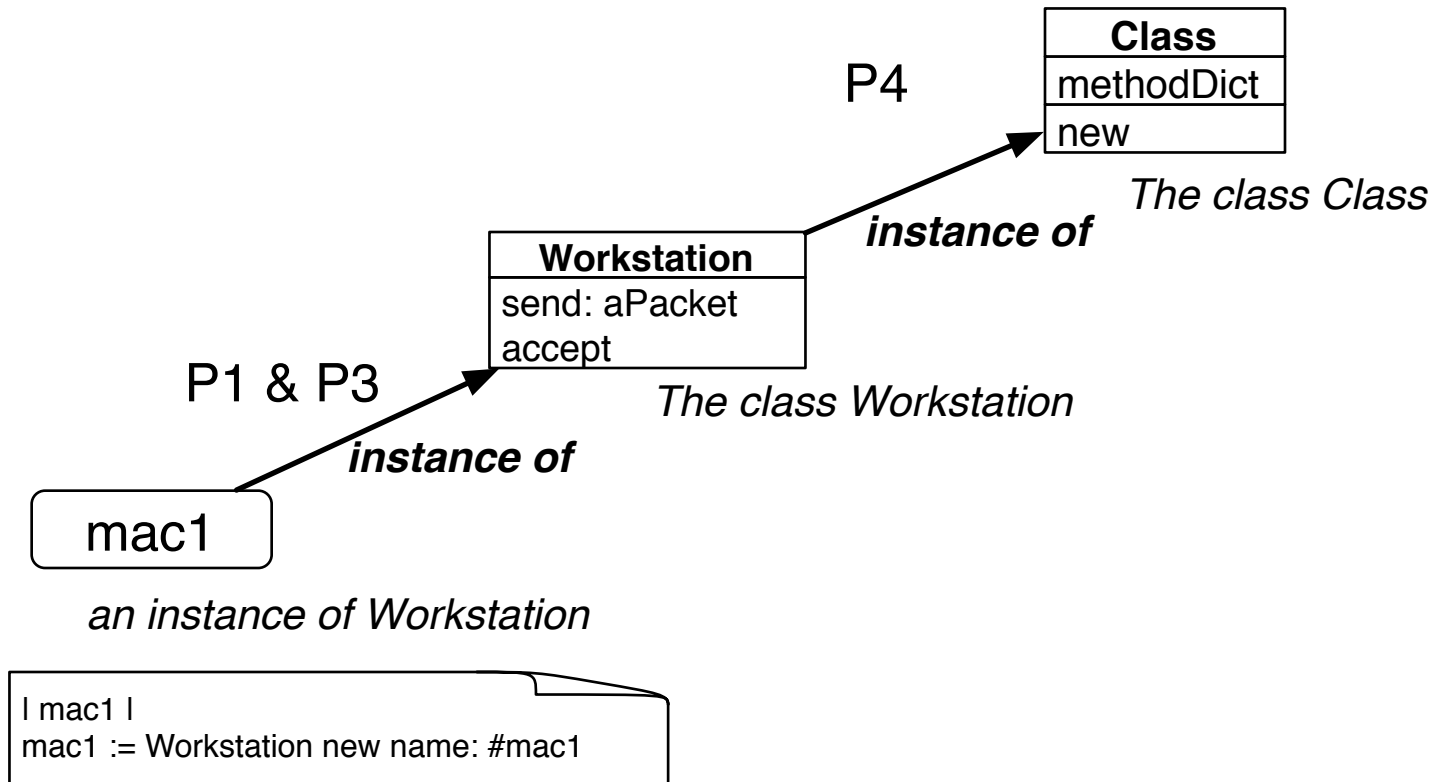 Class
methodDict
new
P4
The class Class
instance of
Workstation
send: aPacket
accept
The class Workstation
P1 & P3
instance of
mac1
an instance of Workstation
| mac1 |
mac1 := Workstation new name: #mac1